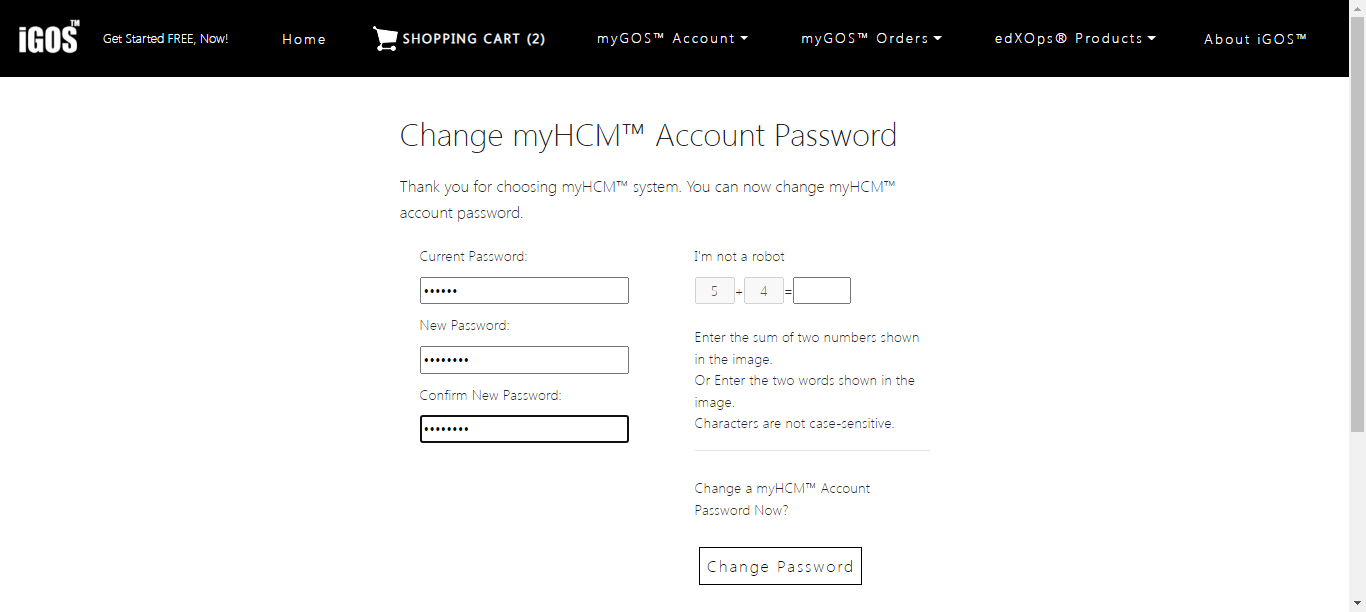 iGOS™
Get Started FREE, Now!
Home
SHOPPING CART (2)
myGOS™ Account
myGOS™ Orders
edXOps® Products
About iGOS™
Change myHCM™ Account Password
Thank you for choosing myHCM™ system. You can now change myHCM™
account password.
Current Password:
••••••
New Password:
••••••••
Confirm New Password:
••••••••
I'm not a robot
5 + 4 =
Enter the sum of two numbers shown
in the image.
Or Enter the two words shown in the
image.
Characters are not case-sensitive.
Change a myHCM™ Account
Password Now?
Change Password